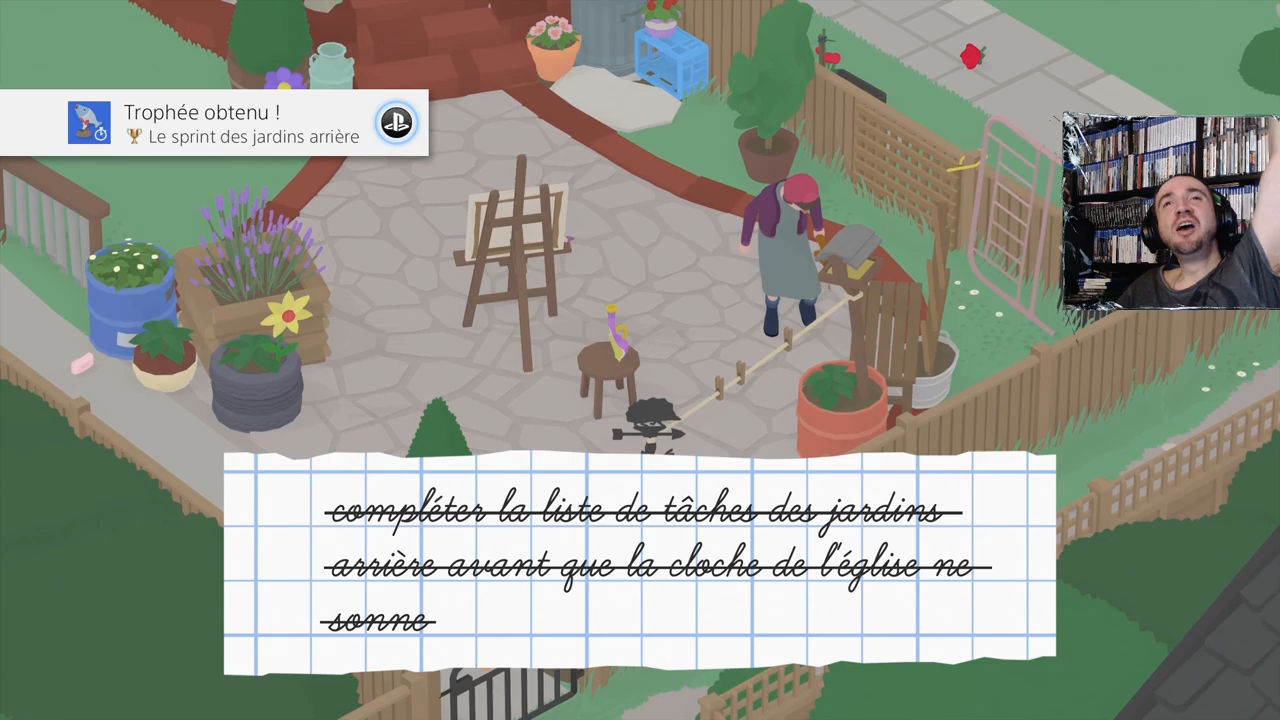 Trophée obtenu !
Le sprint des jardins arrière
compléter la liste de tâches des jardins
arrière avant que la cloche de l'église ne
sonne